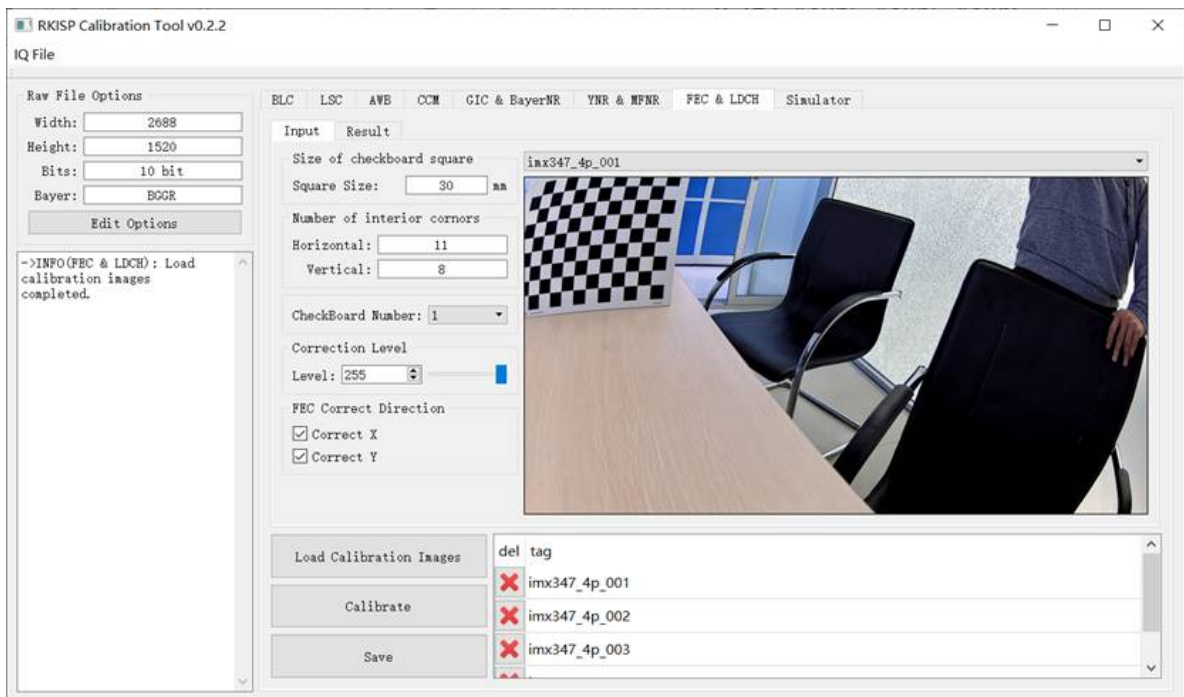 RKISP Calibration Tool v0.2.2
IQ File
Raw File Options
Width: 2688
Height: 1520
Bits: 10 bit
Bayer: BGGR
Edit Options
->INFO(FEC & LDCH): Load
calibration images
completed.
BLC LSC AWB CCM GIC & BayerNR YNR & MFNR FEC & LDCH Simulator
Input Result
Size of checkboard square
Square Size: 30 mm
Number of interior cornors
Horizontal: 11
Vertical: 8
CheckBoard Number: 1
Correction Level
Level: 255
FEC Correct Direction
Correct X
Correct Y
imx347_4p_001
Load Calibration Images
Calibrate
Save
del tag
imx347_4p_001
imx347_4p_002
imx347_4p_003